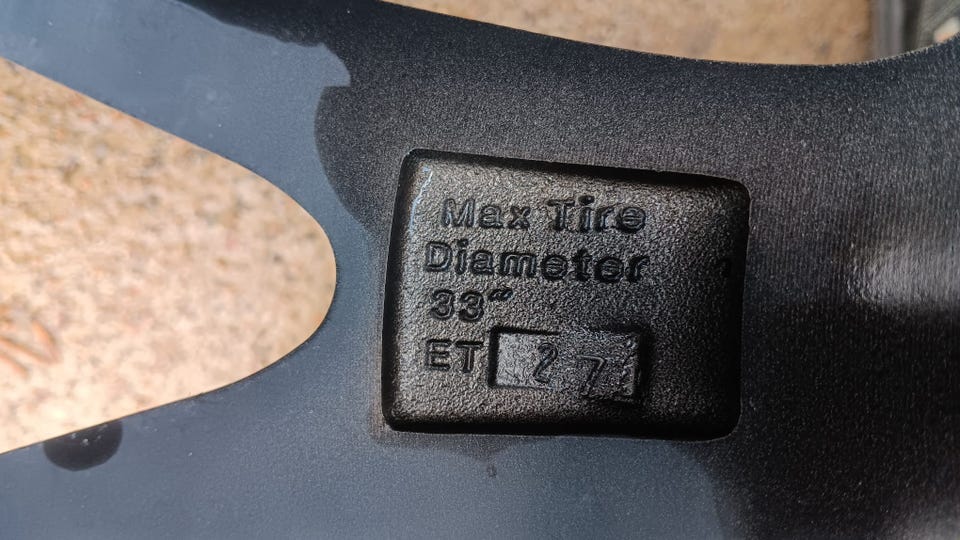 Max Tire
Diameter
33"
ET 27